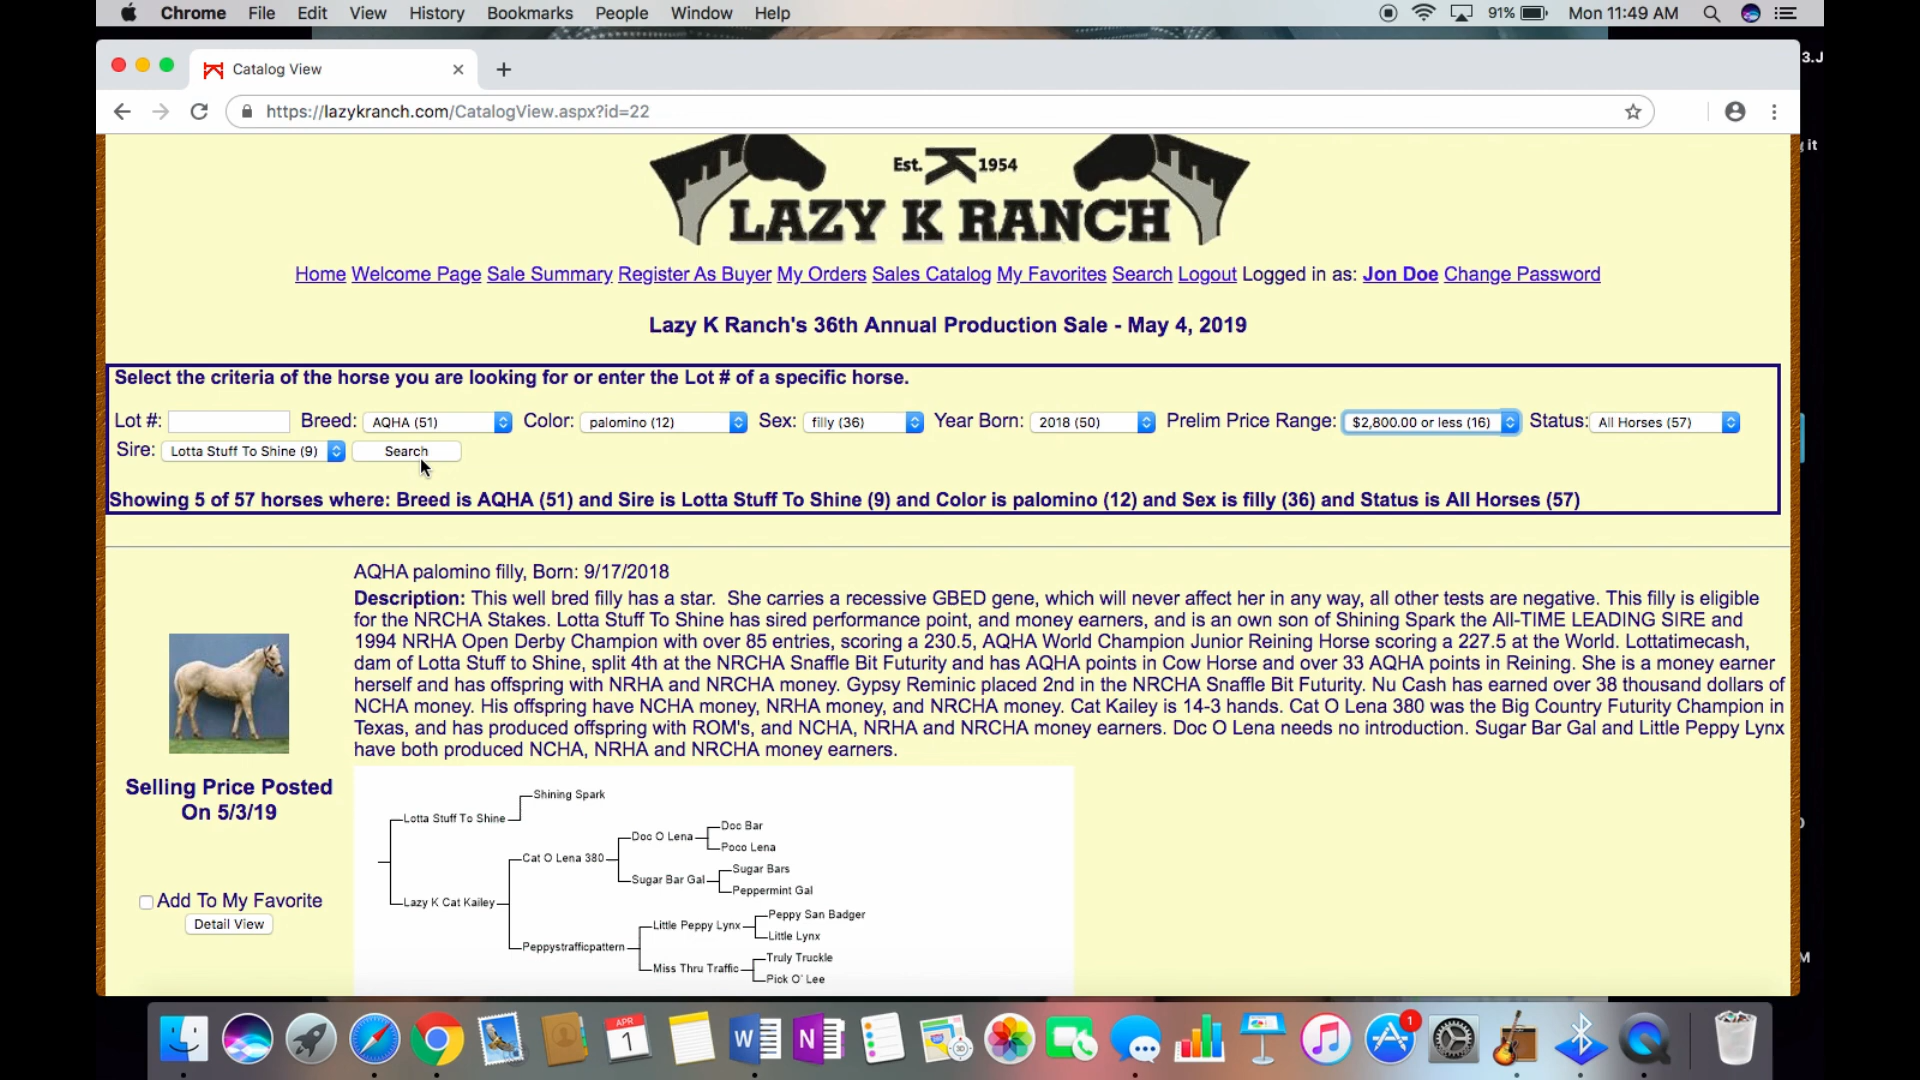 Chrome File Edit View History Bookmarks People Window Help 91% Mon 11:49 AM
3.J
Catalog View
https://lazykranch.com/CatalogView.aspx?id=22
it
Est. K 1954
LAZY K RANCH
Home Welcome Page Sale Summary Register As Buyer My Orders Sales Catalog My Favorites Search Logout Logged in as: Jon Doe Change Password
Lazy K Ranch's 36th Annual Production Sale - May 4, 2019
Select the criteria of the horse you are looking for or enter the Lot # of a specific horse.
Lot #: Breed: AQHA (51) Color: palomino (12) Sex: filly (36) Year Born: 2018 (50) Prelim Price Range: $2,800.00 or less (16) Status: All Horses (57)
Sire: Lotta Stuff To Shine (9) Search
Showing 5 of 57 horses where: Breed is AQHA (51) and Sire is Lotta Stuff To Shine (9) and Color is palomino (12) and Sex is filly (36) and Status is All Horses (57)
AQHA palomino filly, Born: 9/17/2018
Description: This well bred filly has a star. She carries a recessive GBED gene, which will never affect her in any way, all other tests are negative. This filly is eligible
for the NRCHA Stakes. Lotta Stuff To Shine has sired performance point, and money earners, and is an own son of Shining Spark the All-TIME LEADING SIRE and
1994 NRHA Open Derby Champion with over 85 entries, scoring a 230.5, AQHA World Champion Junior Reining Horse scoring a 227.5 at the World. Lottatimecash,
dam of Lotta Stuff to Shine, split 4th at the NRCHA Snaffle Bit Futurity and has AQHA points in Cow Horse and over 33 AQHA points in Reining. She is a money earner
herself and has offspring with NRHA and NRCHA money. Gypsy Reminic placed 2nd in the NRCHA Snaffle Bit Futurity. Nu Cash has earned over 38 thousand dollars of
NCHA money. His offspring have NCHA money, NRHA money, and NRCHA money. Cat Kailey is 14-3 hands. Cat O Lena 380 was the Big Country Futurity Champion in
Texas, and has produced offspring with ROM's, and NCHA, NRHA and NRCHA money earners. Doc O Lena needs no introduction. Sugar Bar Gal and Little Peppy Lynx
have both produced NCHA, NRHA and NRCHA money earners.
Selling Price Posted
On 5/3/19
Add To My Favorite
Detail View
Shining Spark
Lotta Stuff To Shine
Doc Bar
Doc O Lena
Poco Lena
Cat O Lena 380
Sugar Bars
Sugar Bar Gal
Peppermint Gal
Lazy K Cat Kailey
Peppy San Badger
Little Peppy Lynx
Little Lynx
Peppystrafficpattern
Truly Truckle
Miss Thru Traffic
Pick O' Lee
M
APR
1
W
N
3D
1